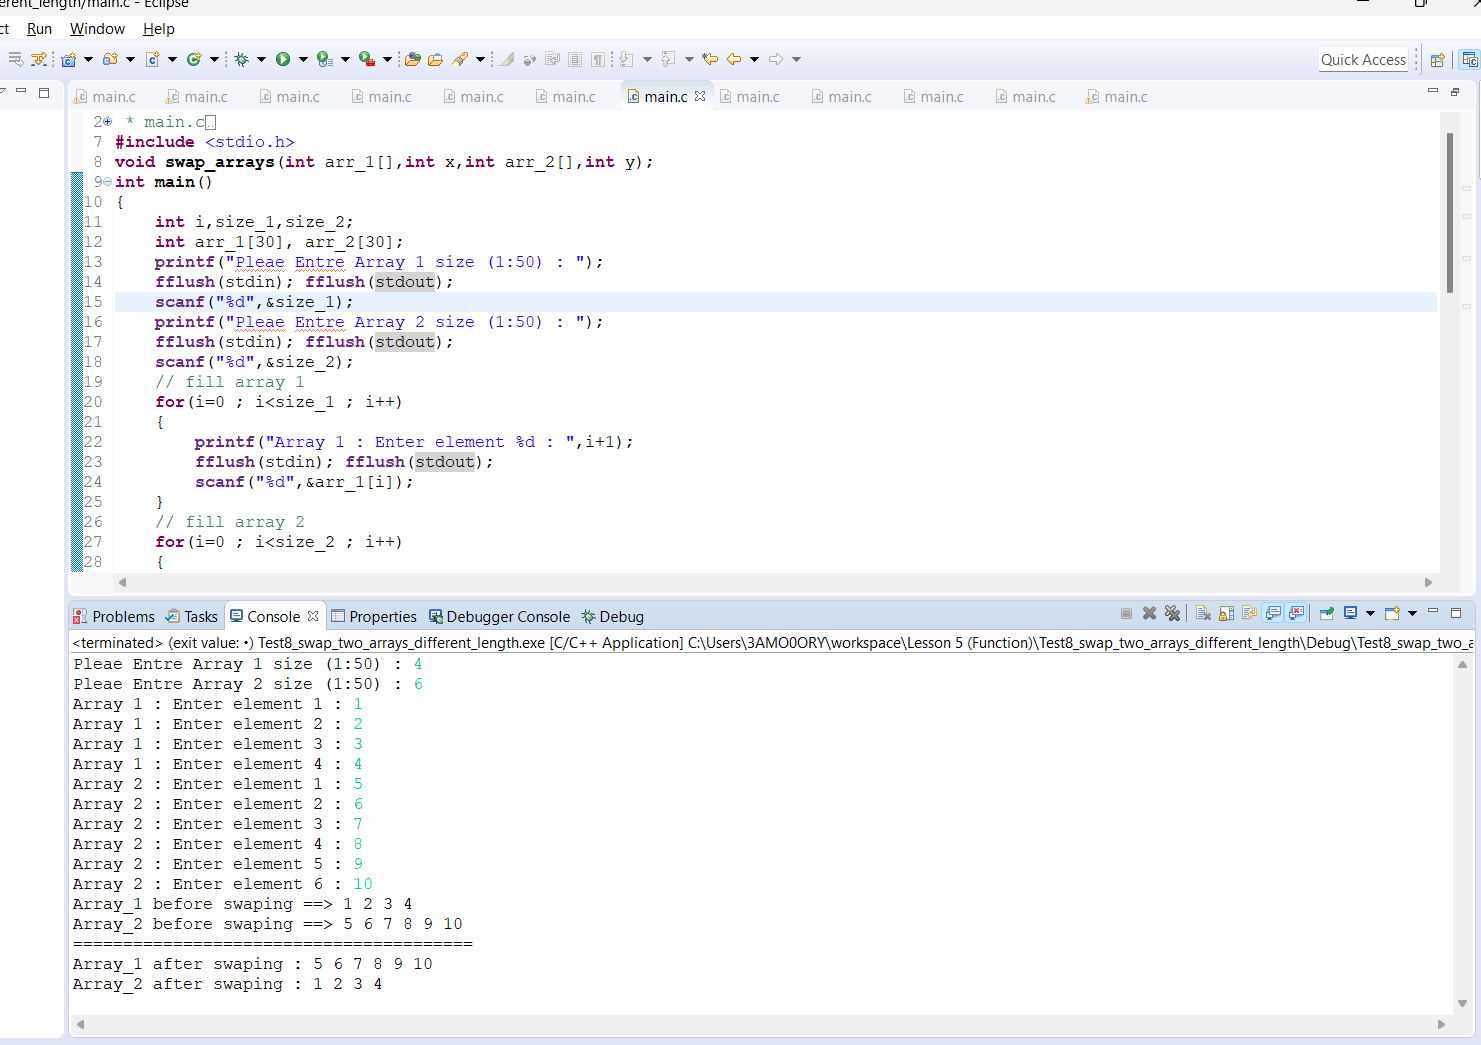 erent_length/main.c - Eclipse
ct Run Window Help
Quick Access
main.c main.c main.c main.c main.c main.c main.c main.c main.c main.c main.c main.c
2 * main.c
7 #include <stdio.h>
8 void swap_arrays(int arr_1[],int x,int arr_2[],int y);
9 int main()
10 {
11 int i,size_1,size_2;
12 int arr_1[30], arr_2[30];
13 printf("Pleae Entre Array 1 size (1:50) : ");
14 fflush(stdin); fflush(stdout);
15 scanf("%d",&size_1);
16 printf("Pleae Entre Array 2 size (1:50) : ");
17 fflush(stdin); fflush(stdout);
18 scanf("%d",&size_2);
19 // fill array 1
20 for(i=0 ; i<size_1 ; i++)
21 {
22 printf("Array 1 : Enter element %d : ",i+1);
23 fflush(stdin); fflush(stdout);
24 scanf("%d",&arr_1[i]);
25 }
26 // fill array 2
27 for(i=0 ; i<size_2 ; i++)
28 {
Problems Tasks Console Properties Debugger Console Debug
<terminated> (exit value: •) Test8_swap_two_arrays_different_length.exe [C/C++ Application] C:\Users\3AMO0ORY\workspace\Lesson 5 (Function)\Test8_swap_two_arrays_different_length\Debug\Test8_swap_two_a
Pleae Entre Array 1 size (1:50) : 4
Pleae Entre Array 2 size (1:50) : 6
Array 1 : Enter element 1 : 1
Array 1 : Enter element 2 : 2
Array 1 : Enter element 3 : 3
Array 1 : Enter element 4 : 4
Array 2 : Enter element 1 : 5
Array 2 : Enter element 2 : 6
Array 2 : Enter element 3 : 7
Array 2 : Enter element 4 : 8
Array 2 : Enter element 5 : 9
Array 2 : Enter element 6 : 10
Array_1 before swaping ==> 1 2 3 4
Array_2 before swaping ==> 5 6 7 8 9 10
========================================
Array_1 after swaping : 5 6 7 8 9 10
Array_2 after swaping : 1 2 3 4